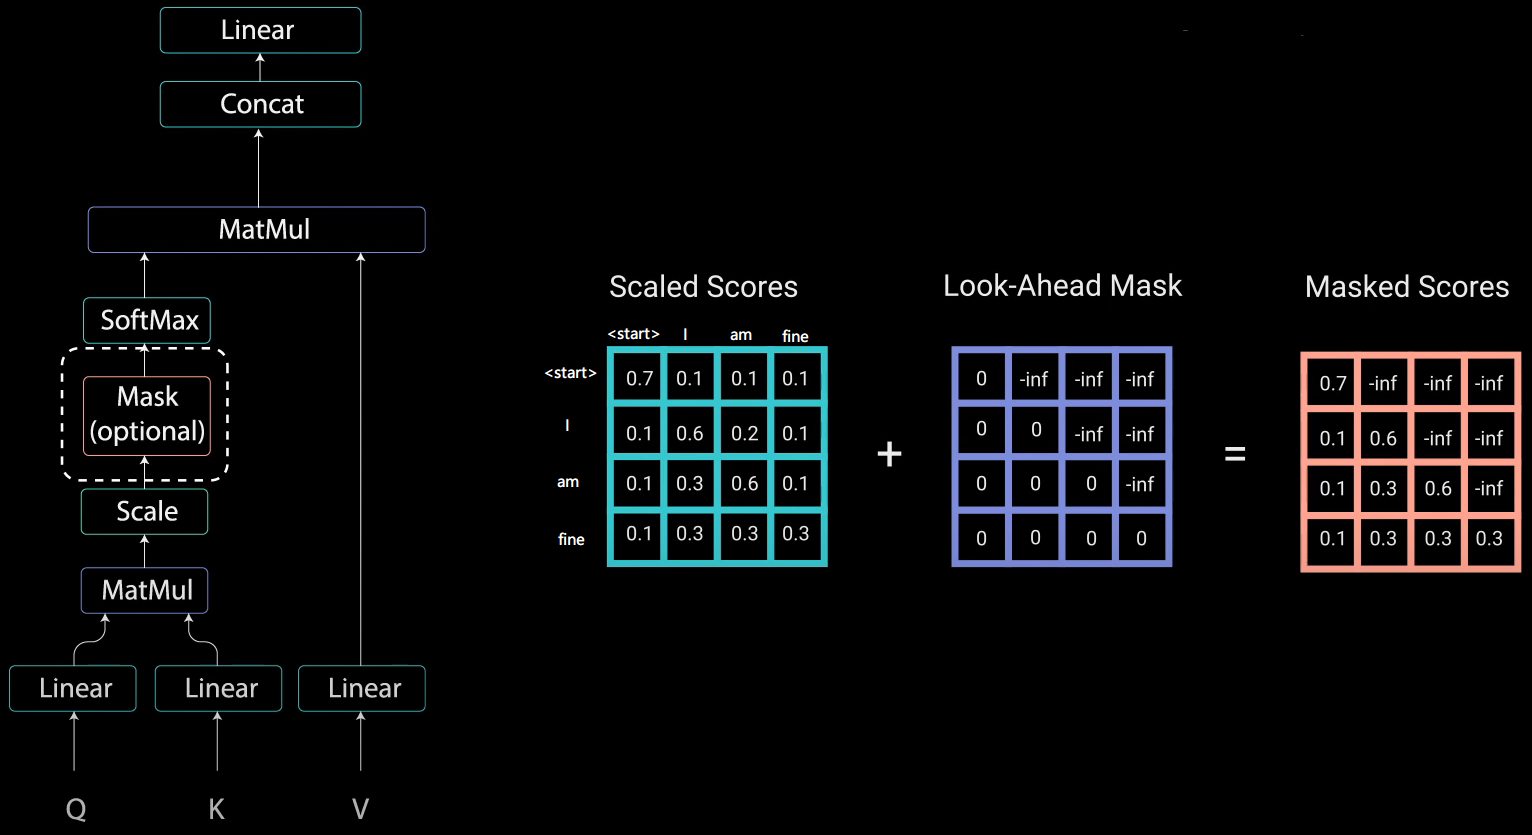 Linear
Concat
MatMul
SoftMax
Mask
(optional)
Scale
MatMul
Linear Linear Linear
Q K V
Scaled Scores
<start> I am fine
<start> 0.7 0.1 0.1 0.1
I 0.1 0.6 0.2 0.1
am 0.1 0.3 0.6 0.1
fine 0.1 0.3 0.3 0.3
+
Look-Ahead Mask
0 -inf -inf -inf
0 0 -inf -inf
0 0 0 -inf
0 0 0 0
=
Masked Scores
0.7 -inf -inf -inf
0.1 0.6 -inf -inf
0.1 0.3 0.6 -inf
0.1 0.3 0.3 0.3